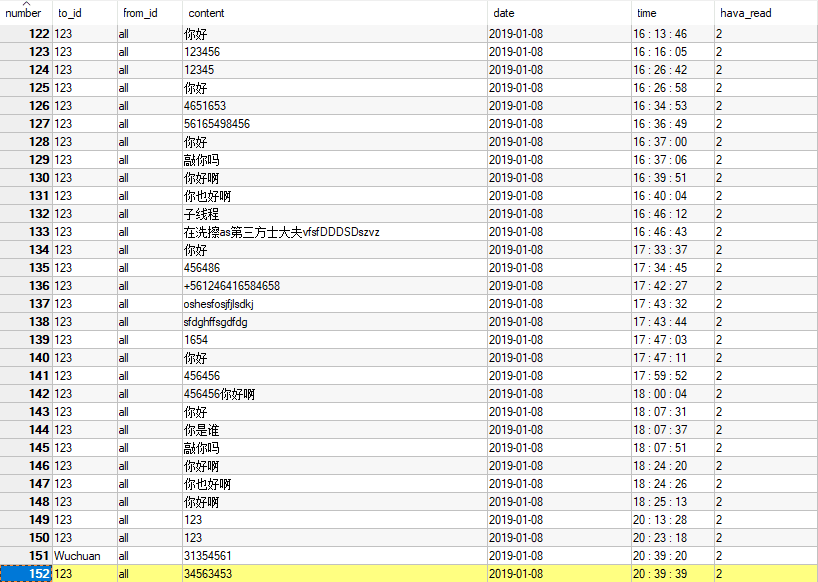 number to_id from_id content date time hava_read
122 123 all 你好 2019-01-08 16 : 13 : 46 2
123 123 all 123456 2019-01-08 16 : 16 : 05 2
124 123 all 12345 2019-01-08 16 : 26 : 42 2
125 123 all 你好 2019-01-08 16 : 26 : 58 2
126 123 all 4651653 2019-01-08 16 : 34 : 53 2
127 123 all 56165498456 2019-01-08 16 : 36 : 49 2
128 123 all 你好 2019-01-08 16 : 37 : 00 2
129 123 all 敲你吗 2019-01-08 16 : 37 : 06 2
130 123 all 你好啊 2019-01-08 16 : 39 : 51 2
131 123 all 你也好啊 2019-01-08 16 : 40 : 04 2
132 123 all 子线程 2019-01-08 16 : 46 : 12 2
133 123 all 在洗擦as第三方士大夫vfsfDDDSDszvz 2019-01-08 16 : 46 : 43 2
134 123 all 你好 2019-01-08 17 : 33 : 37 2
135 123 all 456486 2019-01-08 17 : 34 : 45 2
136 123 all +561246416584658 2019-01-08 17 : 42 : 27 2
137 123 all oshesfosjfjlsdkj 2019-01-08 17 : 43 : 32 2
138 123 all sfdghffsgdfdg 2019-01-08 17 : 43 : 44 2
139 123 all 1654 2019-01-08 17 : 47 : 03 2
140 123 all 你好 2019-01-08 17 : 47 : 11 2
141 123 all 456456 2019-01-08 17 : 59 : 52 2
142 123 all 456456你好啊 2019-01-08 18 : 00 : 04 2
143 123 all 你好 2019-01-08 18 : 07 : 31 2
144 123 all 你是谁 2019-01-08 18 : 07 : 37 2
145 123 all 敲你吗 2019-01-08 18 : 07 : 51 2
146 123 all 你好啊 2019-01-08 18 : 24 : 20 2
147 123 all 你也好啊 2019-01-08 18 : 24 : 26 2
148 123 all 你好啊 2019-01-08 18 : 25 : 13 2
149 123 all 123 2019-01-08 20 : 13 : 28 2
150 123 all 123 2019-01-08 20 : 23 : 18 2
151 Wuchuan all 31354561 2019-01-08 20 : 39 : 20 2
152 123 all 34563453 2019-01-08 20 : 39 : 39 2